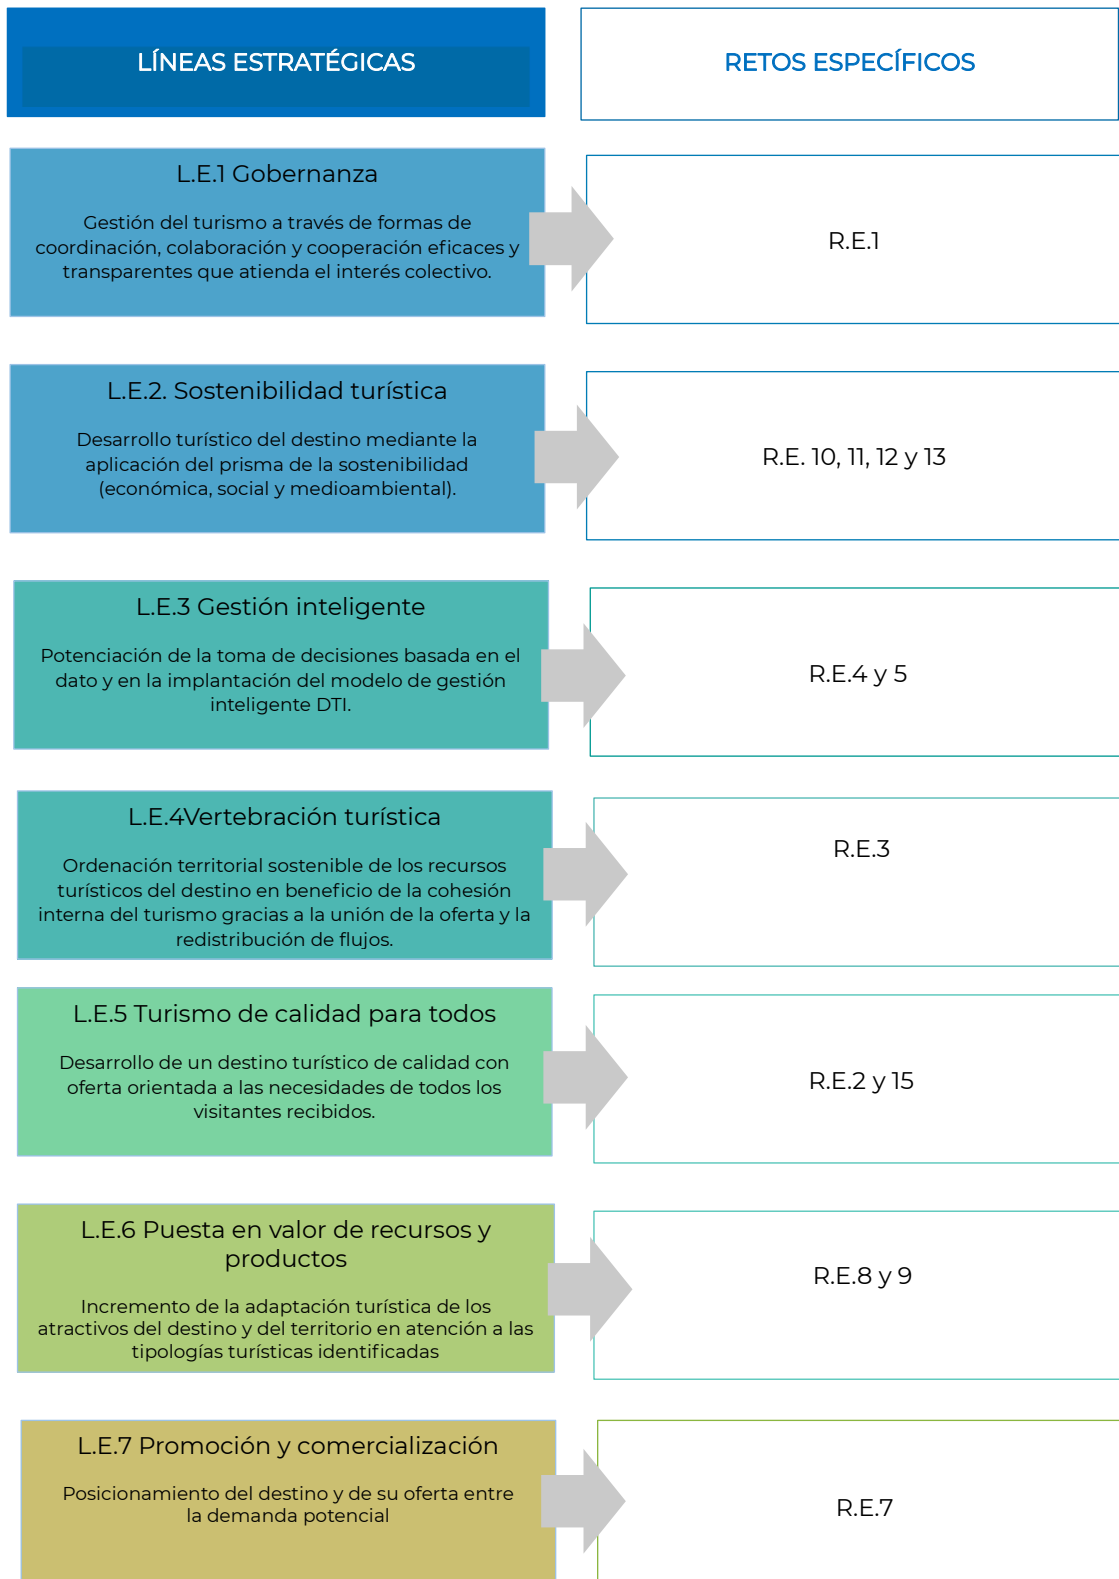 LÍNEAS ESTRATÉGICAS
RETOS ESPECÍFICOS
L.E.1 Gobernanza
Gestión del turismo a través de formas de
coordinación, colaboración y cooperación eficaces y
transparentes que atienda el interés colectivo.
R.E.1
L.E.2. Sostenibilidad turística
Desarrollo turístico del destino mediante la
aplicación del prisma de la sostenibilidad
(económica, social y medioambiental).
R.E. 10, 11, 12 y 13
L.E.3 Gestión inteligente
Potenciación de la toma de decisiones basada en el
dato y en la implantación del modelo de gestión
inteligente DTI.
R.E.4 y 5
L.E.4Vertebración turística
Ordenación territorial sostenible de los recursos
turísticos del destino en beneficio de la cohesión
interna del turismo gracias a la unión de la oferta y la
redistribución de flujos.
R.E.3
L.E.5 Turismo de calidad para todos
Desarrollo de un destino turístico de calidad con
oferta orientada a las necesidades de todos los
visitantes recibidos.
R.E.2 y 15
L.E.6 Puesta en valor de recursos y
productos
Incremento de la adaptación turística de los
atractivos del destino y del territorio en atención a las
tipologías turísticas identificadas
R.E.8 y 9
L.E.7 Promoción y comercialización
Posicionamiento del destino y de su oferta entre
la demanda potencial
R.E.7